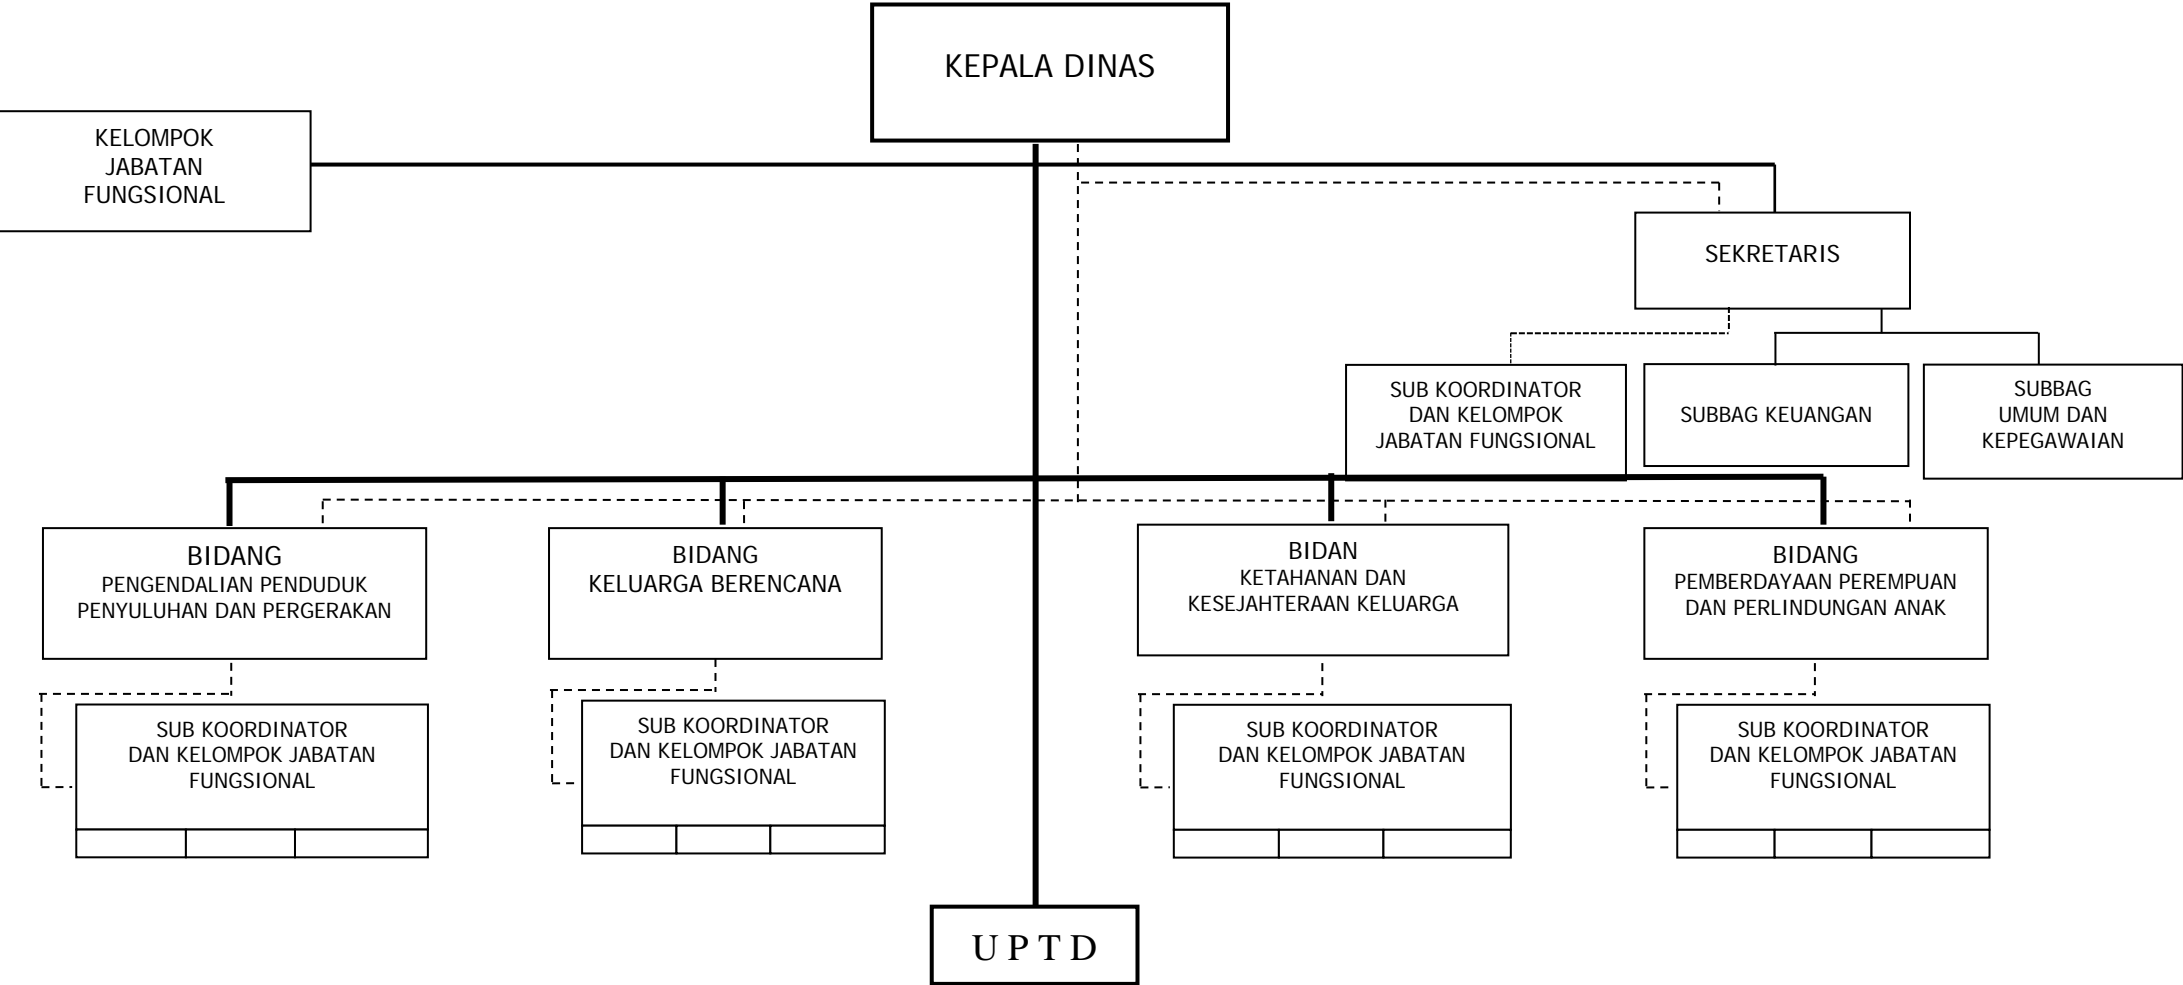 KEPALA DINAS
KELOMPOK
JABATAN
FUNGSIONAL
SEKRETARIS
SUB KOORDINATOR
DAN KELOMPOK
JABATAN FUNGSIONAL
SUBBAG KEUANGAN
SUBBAG
UMUM DAN
KEPEGAWAIAN
BIDANG
PENGENDALIAN PENDUDUK
PENYULUHAN DAN PERGERAKAN
BIDANG
KELUARGA BERENCANA
BIDAN
KETAHANAN DAN
KESEJAHTERAAN KELUARGA
BIDANG
PEMBERDAYAAN PEREMPUAN
DAN PERLINDUNGAN ANAK
SUB KOORDINATOR
DAN KELOMPOK JABATAN
FUNGSIONAL
SUB KOORDINATOR
DAN KELOMPOK JABATAN
FUNGSIONAL
SUB KOORDINATOR
DAN KELOMPOK JABATAN
FUNGSIONAL
SUB KOORDINATOR
DAN KELOMPOK JABATAN
FUNGSIONAL
U P T D